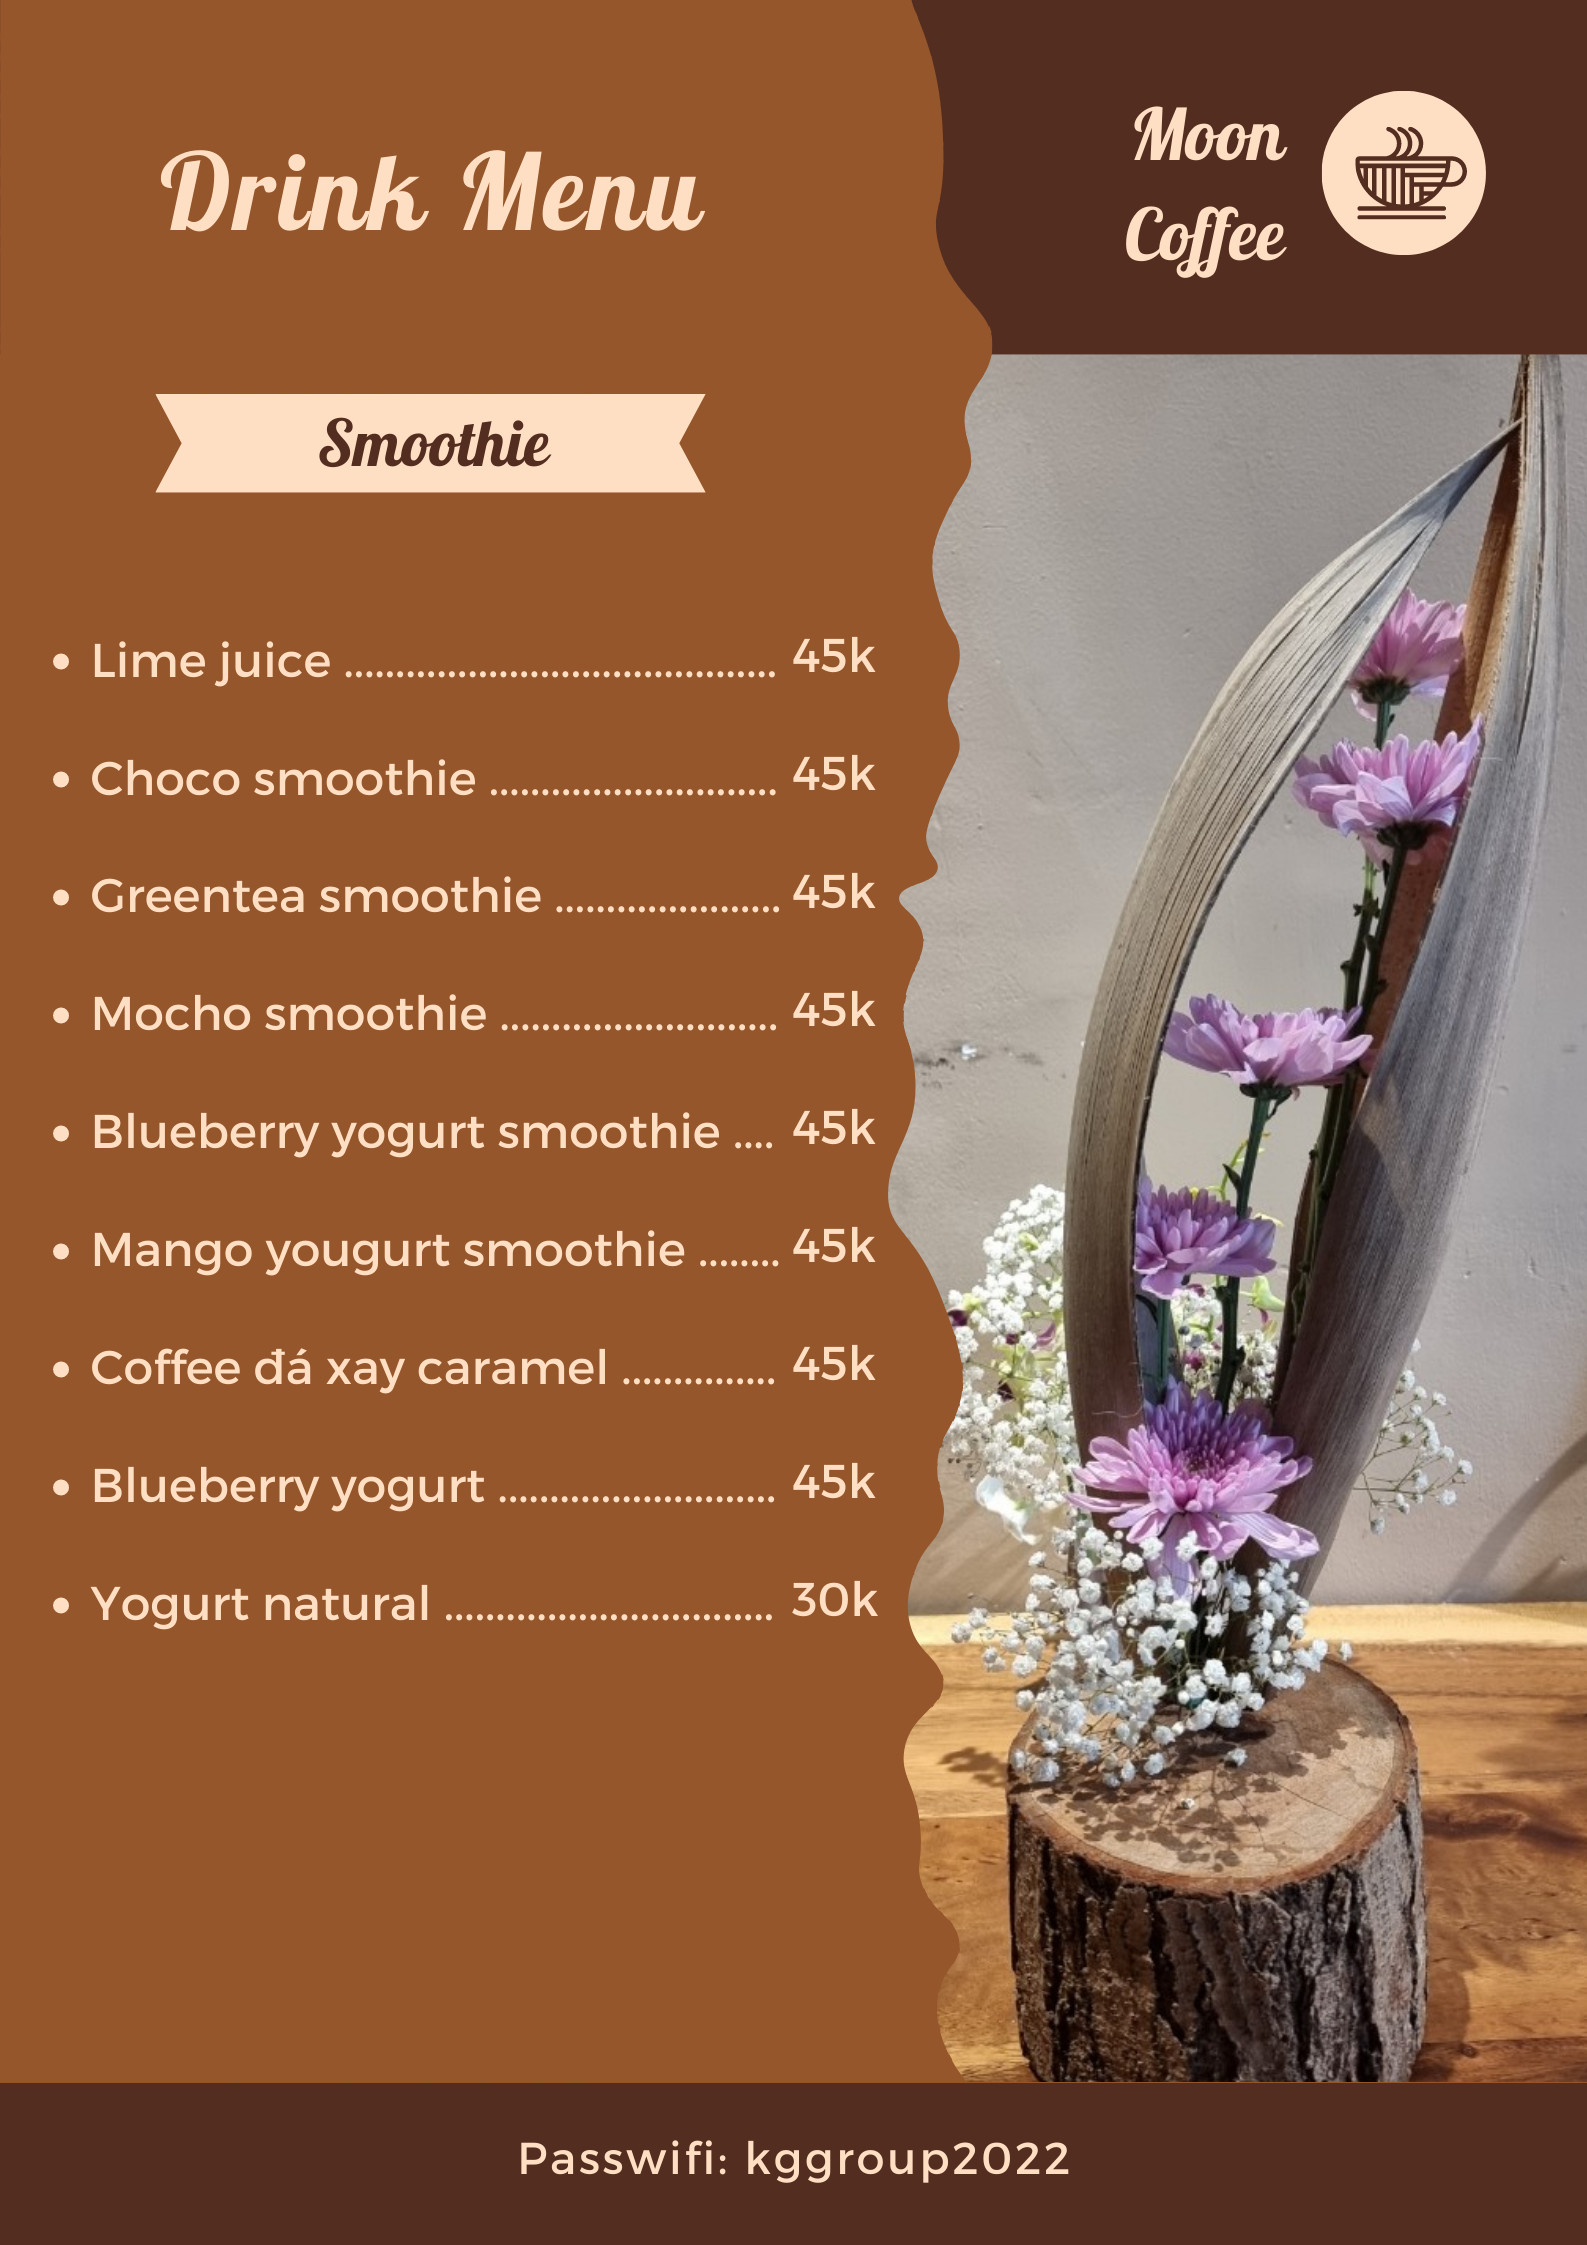 Drink Menu
Moon
Coffee
Smoothie
• Lime juice .......................................... 45k
• Choco smoothie ............................ 45k
• Greentea smoothie ...................... 45k
• Mocho smoothie ........................... 45k
• Blueberry yogurt smoothie .... 45k
• Mango yougurt smoothie ........ 45k
• Coffee đá xay caramel ............... 45k
• Blueberry yogurt ........................... 45k
• Yogurt natural ................................ 30k
Passwifi: kggroup2022